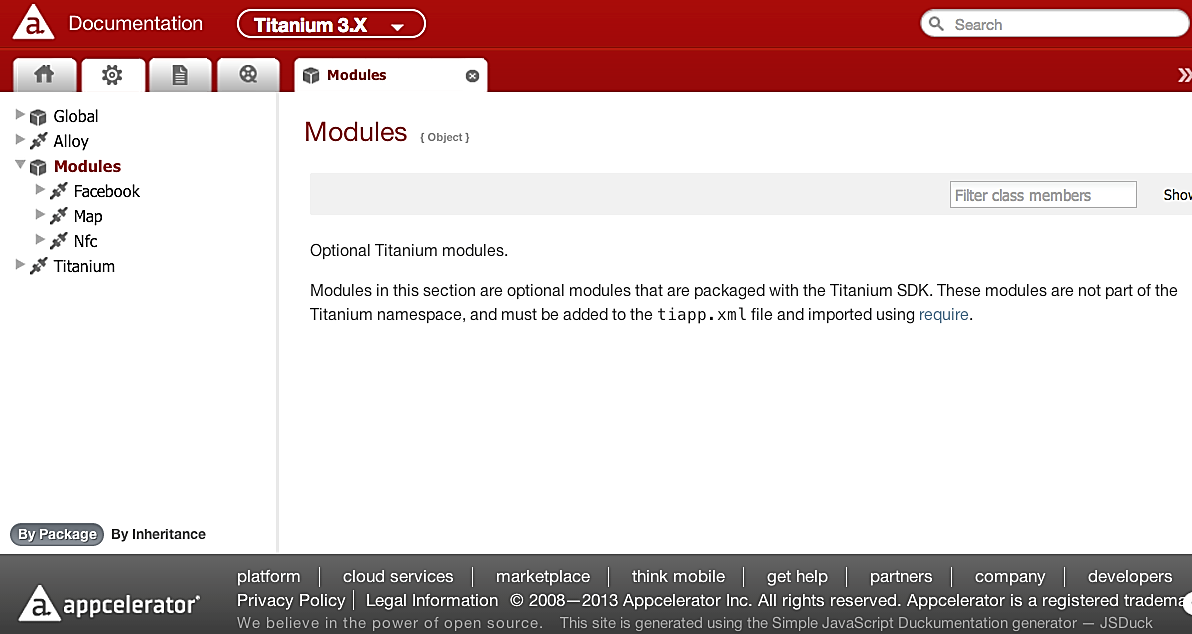 Documentation
Titanium 3.X
Search
Modules
Global
Alloy
Modules
Facebook
Map
Nfc
Titanium
By Package By Inheritance
Modules { Object }
Filter class members
Optional Titanium modules.
Modules in this section are optional modules that are packaged with the Titanium SDK. These modules are not part of the
Titanium namespace, and must be added to the tiapp.xml file and imported using require.
appcelerator
platform | cloud services | marketplace | think mobile | get help | partners | company | developers
Privacy Policy | Legal Information © 2008—2013 Appcelerator Inc. All rights reserved. Appcelerator is a registered
We believe in the power of open source. This site is generated using the Simple JavaScript Duckumentation generator — JSDuck